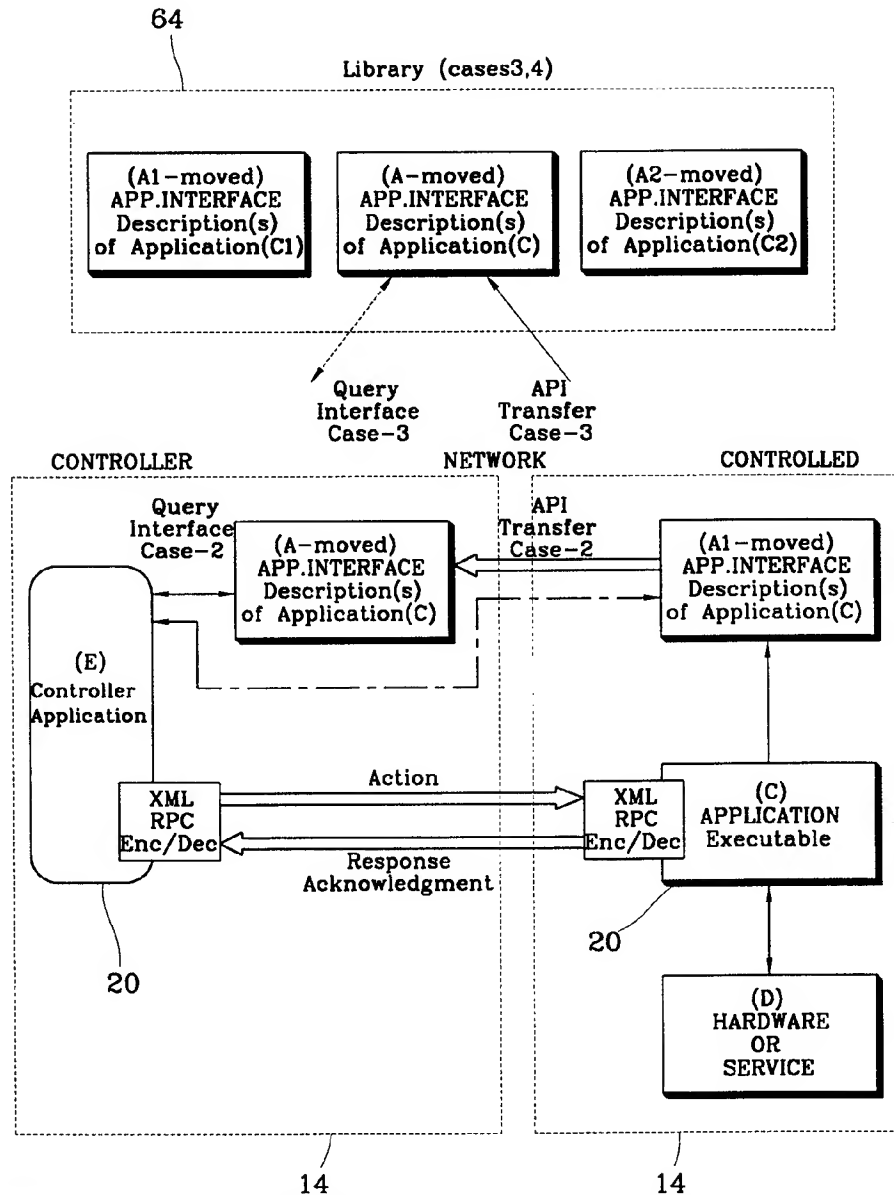 64
Library (cases3,4)
(A1-moved)
APP.INTERFACE
Description(s)
of Application(C1)
(A-moved)
APP.INTERFACE
Description(s)
of Application(C)
(A2-moved)
APP.INTERFACE
Description(s)
of Application(C2)
Query
Interface
Case-3
API
Transfer
Case-3
CONTROLLER
NETWORK
CONTROLLED
Query
Interface
Case-2
(A-moved)
APP.INTERFACE
Description(s)
of Application(C)
API
Transfer
Case-2
(A1-moved)
APP.INTERFACE
Description(s)
of Application(C)
(E)
Controller
Application
XML
RPC
Enc/Dec
Action
Response
Acknowledgment
XML
RPC
Enc/Dec
(C)
APPLICATION
Executable
20
20
(D)
HARDWARE
OR
SERVICE
14
14